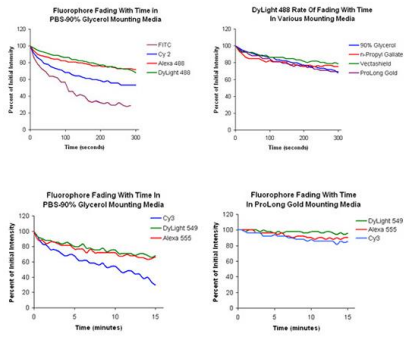 Fluorophore Fading With Time in
PBS-90% Glycerol Mounting Media
Percent of Initial Intensity
120
100
80
60
40
20
0
0
100
200
300
Time (seconds)
FITC
Cy 2
Alexa 488
DyLight 488
DyLight 488 Rate Of Fading With Time
In Various Mounting Media
Percent of Initial Intensity
120
100
80
60
40
20
0
0
100
200
300
Time (seconds)
90% Glycerol
n-Propyl Gallate
Vectashield
ProLong Gold
Fluorophore Fading With Time In
PBS-90% Glycerol Mounting Media
Percent of Initial Intensity
120
100
80
60
40
20
0
0
5
10
15
Time (minutes)
Cy3
DyLight 549
Alexa 555
Fluorophore Fading With Time
In ProLong Gold Mounting Media
Percent of Initial Intensity
120
100
80
60
40
20
0
0
5
10
15
Time (minutes)
DyLight 549
Alexa 555
Cy3